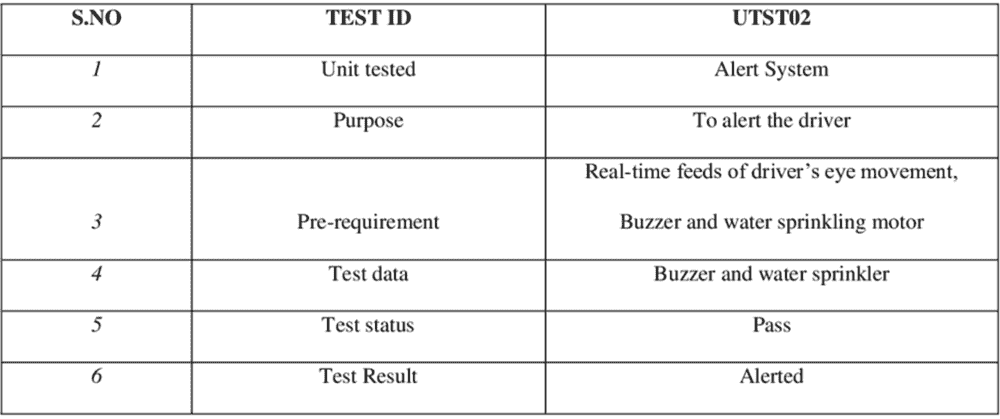 S.NO TEST ID UTST02
1 Unit tested Alert System
2 Purpose To alert the driver
Real-time feeds of driver's eye movement,
3 Pre-requirement Buzzer and water sprinkling motor
4 Test data Buzzer and water sprinkler
5 Test status Pass
6 Test Result Alerted